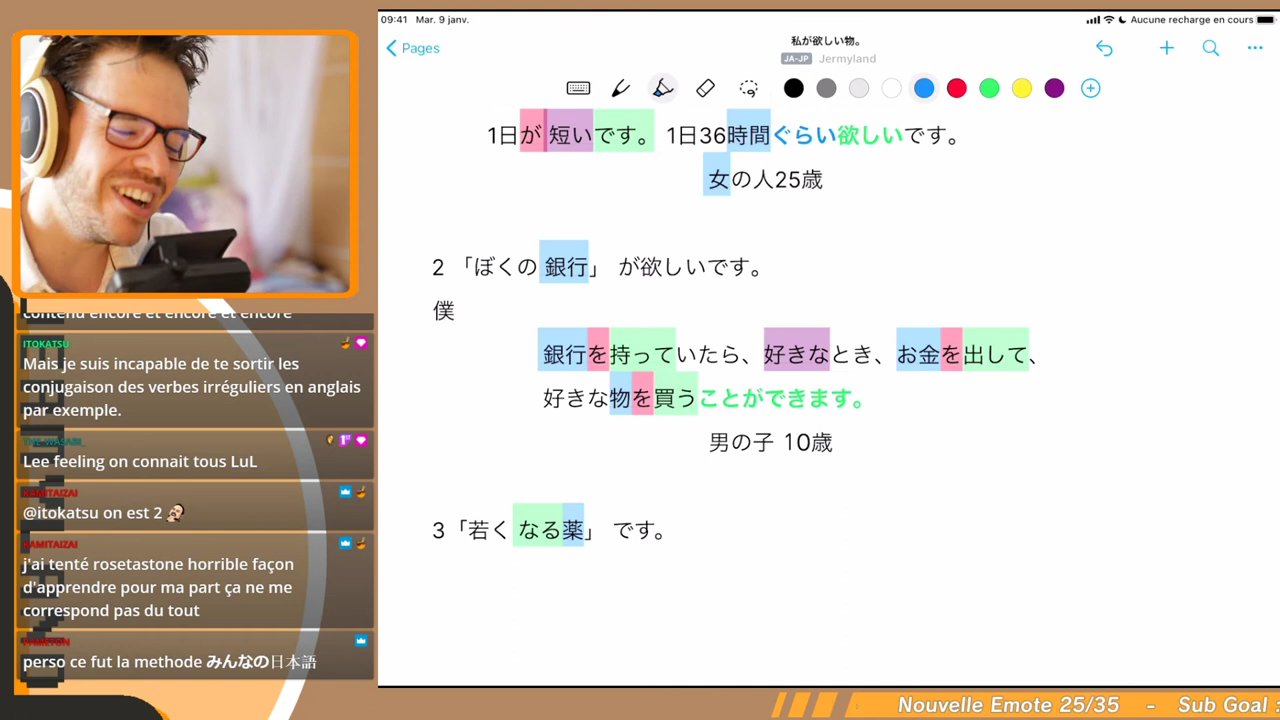 09:41 Mar. 9 janv.
Aucune recharge en cours
Pages
私が欲しい物。
JA-JP Jermyland
1日が短いです。 1日36時間ぐらい欲しいです。
女の人25歳
2 「ぼくの銀行」 が欲しいです。
僕
銀行を持っていたら、好きなとき、お金を出して、
好きな物を買うことができます。
男の子 10歳
3「若くなる薬」 です。
contenu encore et encore et encore
ITOKATSU
Mais je suis incapable de te sortir les
conjugaison des verbes irréguliers en anglais
par exemple.
THE_WASABI_
Lee feeling on connait tous LuL
KAMITAIZAI
@itokatsu on est 2
KAMITAIZAI
j'ai tenté rosetastone horrible façon
d'apprendre pour ma part ça ne me
correspond pas du tout
perso ce fut la methode みんなの日本語
Nouvelle Emote 25/35 - Sub Goal :